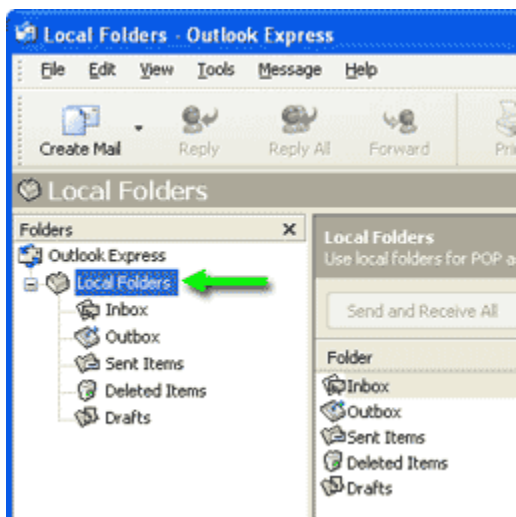 Local Folders - Outlook Express
File Edit View Tools Message Help
Create Mail Reply Reply All Forward
Local Folders
Folders
Outlook Express
Local Folders
Inbox
Outbox
Sent Items
Deleted Items
Drafts
Local Folders
Use local folders for POP
Send and Receive All
Folder
Inbox
Outbox
Sent Items
Deleted Items
Drafts